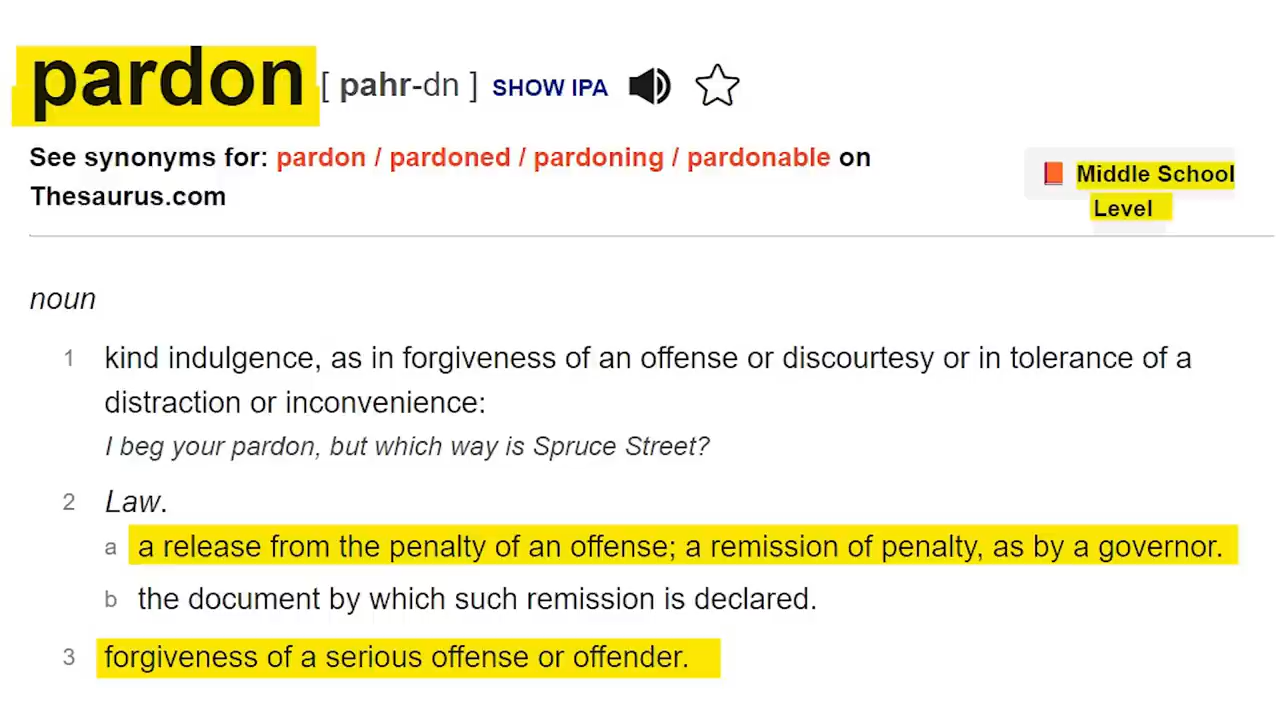 pardon [ pahr-dn ] SHOW IPA
See synonyms for: pardon / pardoned / pardoning / pardonable on
Thesaurus.com
Middle School
Level
noun
1 kind indulgence, as in forgiveness of an offense or discourtesy or in tolerance of a
distraction or inconvenience:
I beg your pardon, but which way is Spruce Street?
2 Law.
a a release from the penalty of an offense; a remission of penalty, as by a governor.
b the document by which such remission is declared.
3 forgiveness of a serious offense or offender.